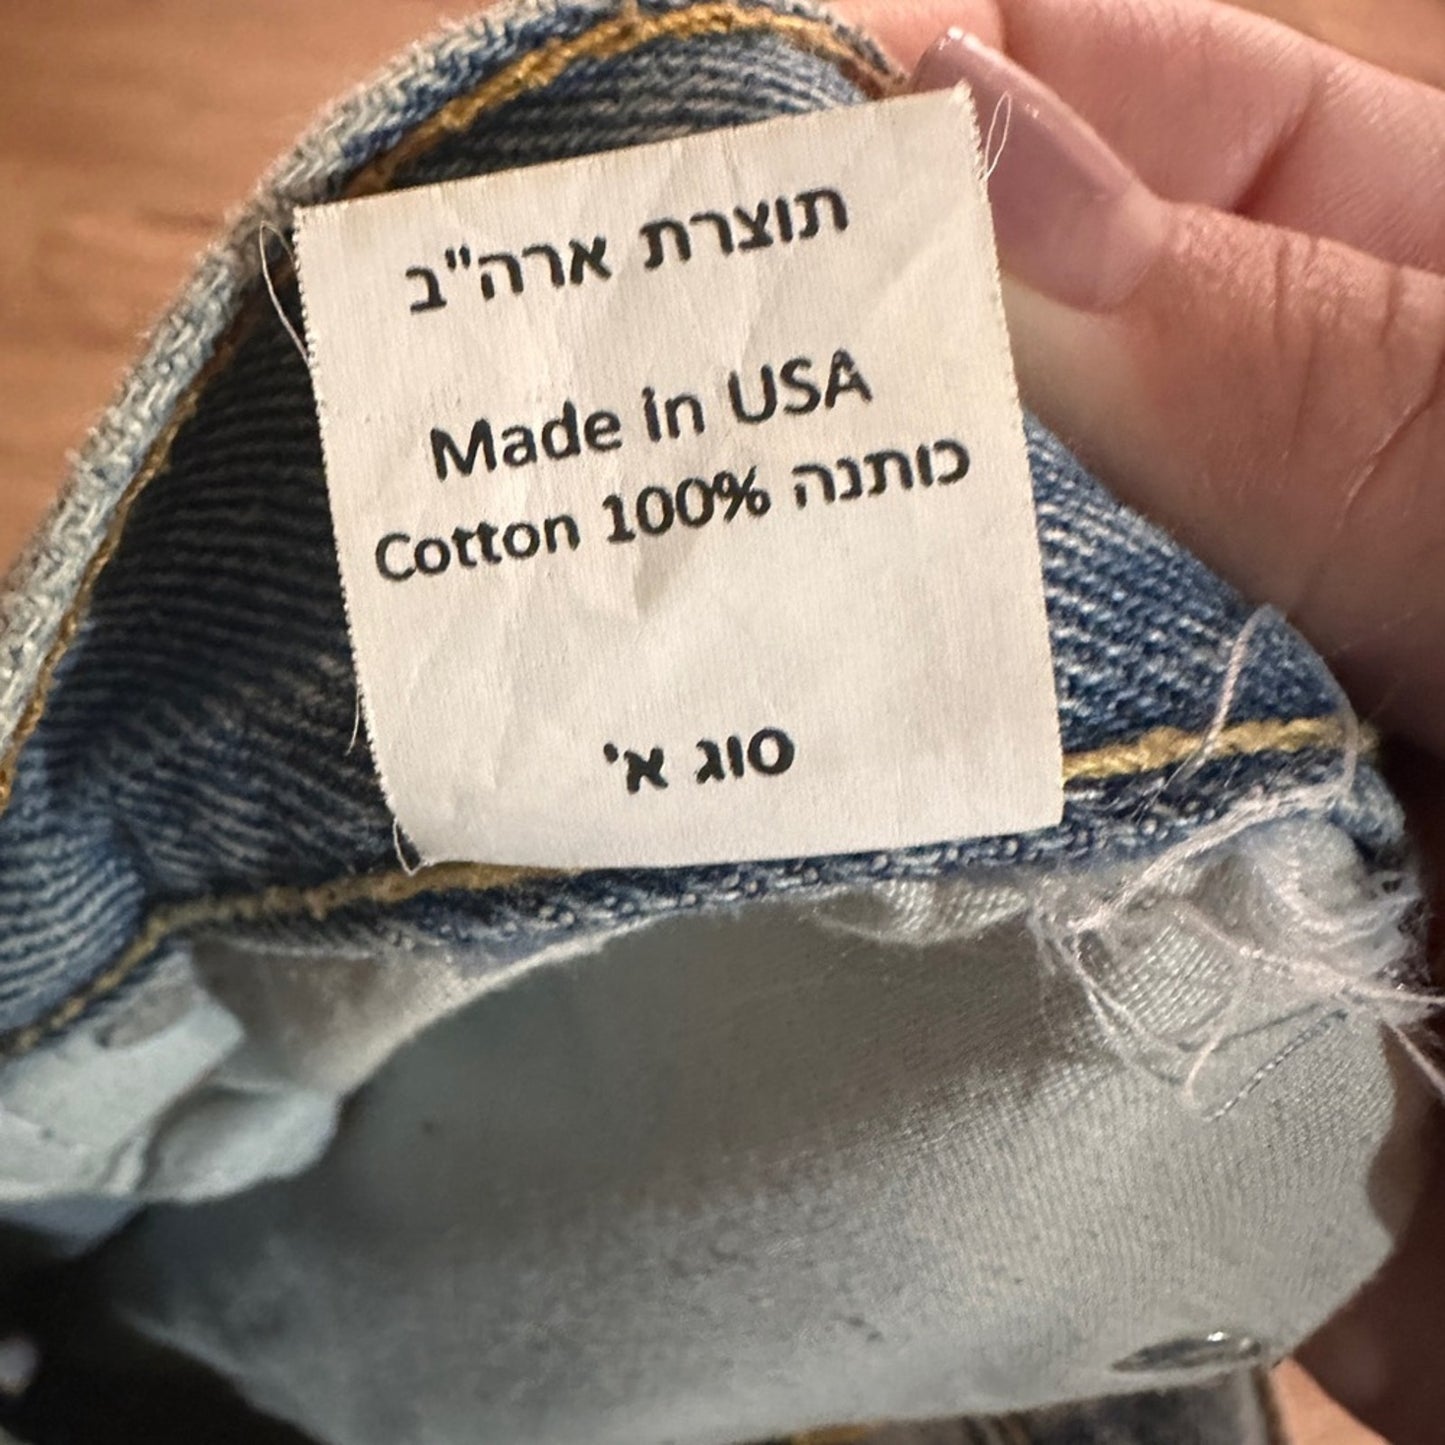 תוצרת ארה"ב
Made in USA
Cotton 100% כותנה
סוג א'